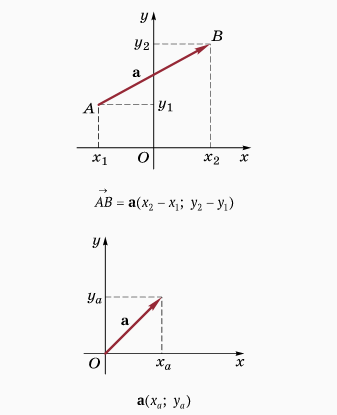 y
y₂
B
a
A
y₁
x₁
O
x₂
x
→
AB = a(x₂ − x₁; y₂ − y₁)
y
yₐ
a
O
xₐ
x
a(xₐ; yₐ)